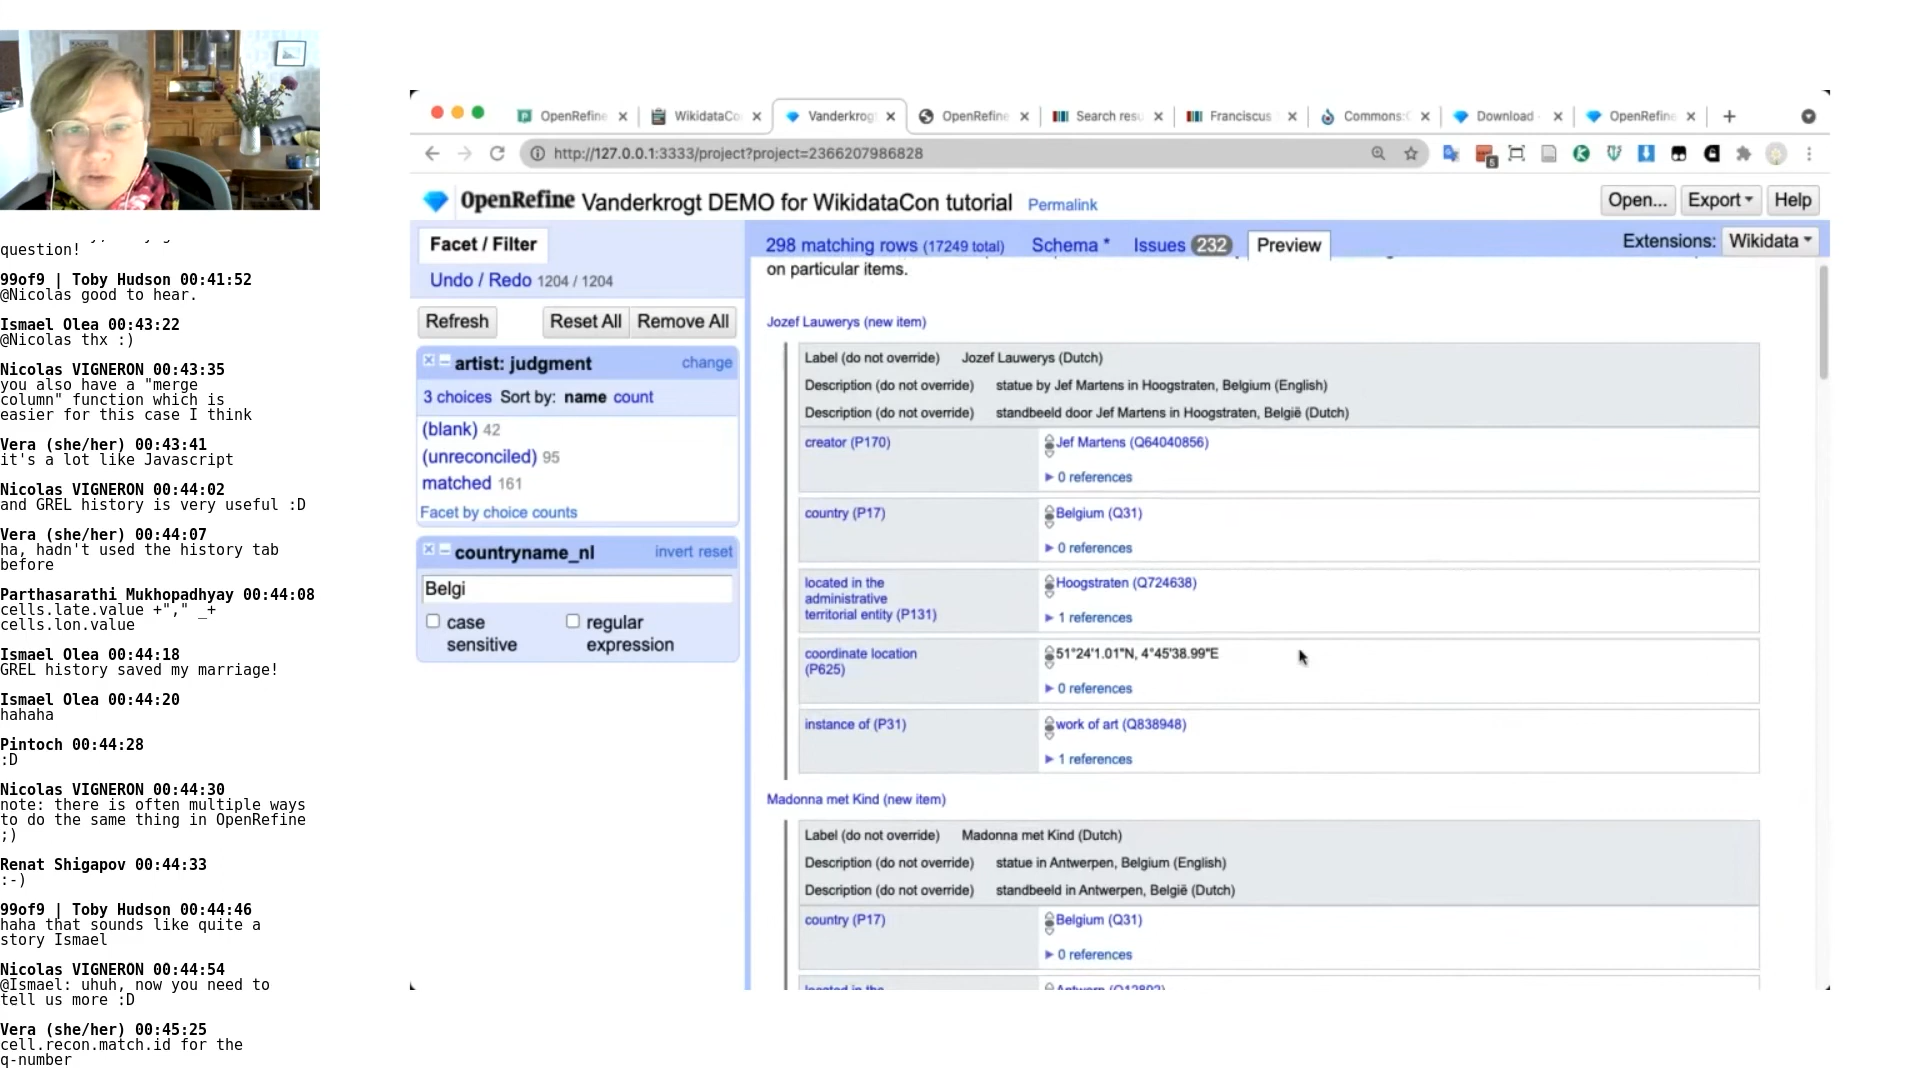 question!
99of9 | Toby Hudson 00:41:52
@Nicolas good to hear.
Ismael Olea 00:43:22
@Nicolas thx :)
Nicolas VIGNERON 00:43:35
you also have a "merge
column" function which is
easier for this case I think
Vera (she/her) 00:43:41
it's a lot like Javascript
Nicolas VIGNERON 00:44:02
and GREL history is very useful :D
Vera (she/her) 00:44:07
ha, hadn't used the history tab
before
Parthasarathi Mukhopadhyay 00:44:08
cells.late.value +"," _+
cells.lon.value
Ismael Olea 00:44:18
GREL history saved my marriage!
Ismael Olea 00:44:20
hahaha
Pintoch 00:44:28
:D
Nicolas VIGNERON 00:44:30
note: there is often multiple ways
to do the same thing in OpenRefine
;)
Renat Shigapov 00:44:33
:-)
99of9 | Toby Hudson 00:44:46
haha that sounds like quite a
story Ismael
Nicolas VIGNERON 00:44:54
@Ismael: uhuh, now you need to
tell us more :D
Vera (she/her) 00:45:25
cell.recon.match.id for the
q-number
OpenRefine WikidataCo Vanderkrog OpenRefine Search resu Franciscus Commons: Download OpenRefine
http://127.0.0.1:3333/project?project=2366207986828
OpenRefine Vanderkrogt DEMO for WikidataCon tutorial Permalink Open... Export Help
Facet / Filter
Undo / Redo 1204 / 1204
Refresh Reset All Remove All
artist: judgment change
3 choices Sort by: name count
(blank) 42
(unreconciled) 95
matched 161
Facet by choice counts
countryname_nl invert reset
Belgi
case sensitive
regular expression
298 matching rows (17249 total) Schema * Issues 232 Preview Extensions: Wikidata
on particular items.
Jozef Lauwerys (new item)
Label (do not override) Jozef Lauwerys (Dutch)
Description (do not override) statue by Jef Martens in Hoogstraten, Belgium (English)
Description (do not override) standbeeld door Jef Martens in Hoogstraten, België (Dutch)
creator (P170) Jef Martens (Q64040856)
0 references
country (P17) Belgium (Q31)
0 references
located in the
administrative
territorial entity (P131)
Hoogstraten (Q724638)
1 references
coordinate location
(P625)
51°24'1.01"N, 4°45'38.99"E
0 references
instance of (P31) work of art (Q838948)
1 references
Madonna met Kind (new item)
Label (do not override) Madonna met Kind (Dutch)
Description (do not override) statue in Antwerpen, Belgium (English)
Description (do not override) standbeeld in Antwerpen, België (Dutch)
country (P17) Belgium (Q31)
0 references
located in the Antwerp (Q12892)